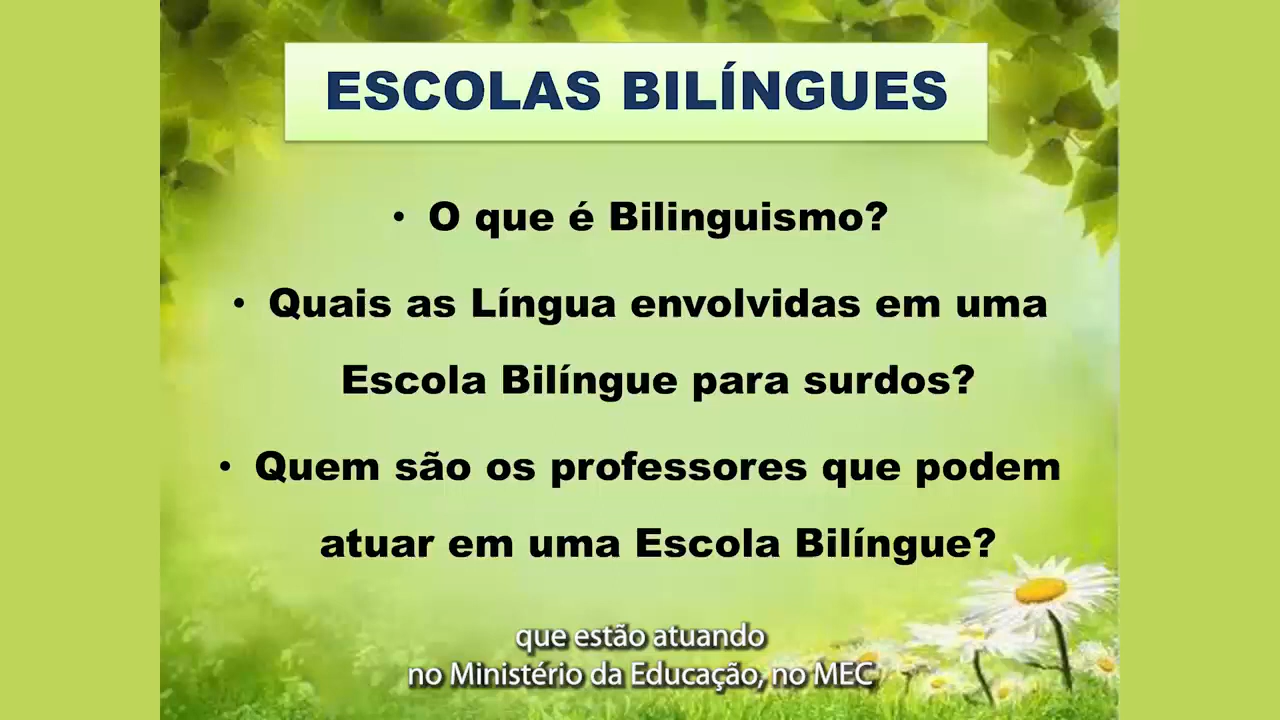 ESCOLAS BILÍNGUES
• O que é Bilinguismo?
• Quais as Língua envolvidas em uma
Escola Bilíngue para surdos?
• Quem são os professores que podem
atuar em uma Escola Bilíngue?
que estão atuando
no Ministério da Educação, no MEC